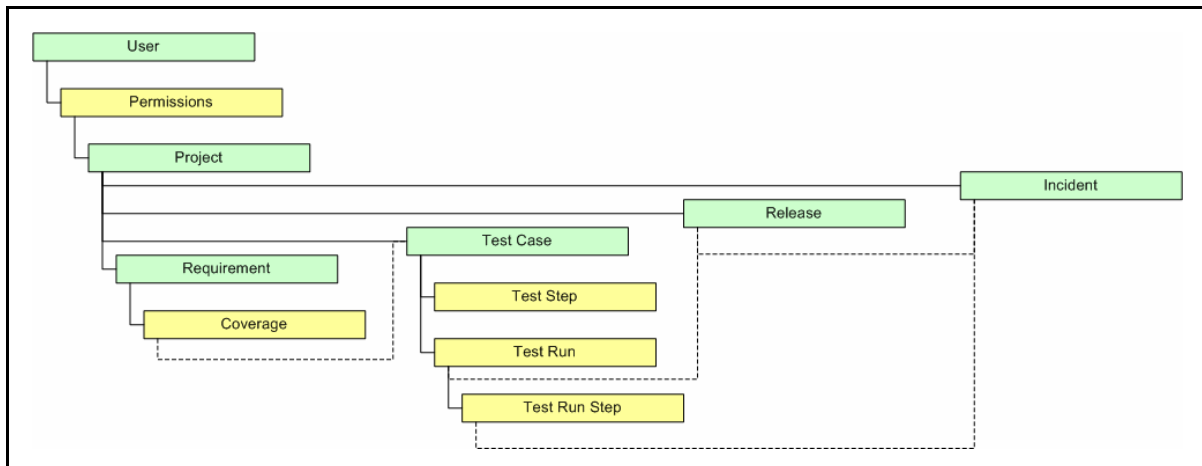 User
Permissions
Project
Incident
Release
Test Case
Requirement
Test Step
Coverage
Test Run
Test Run Step